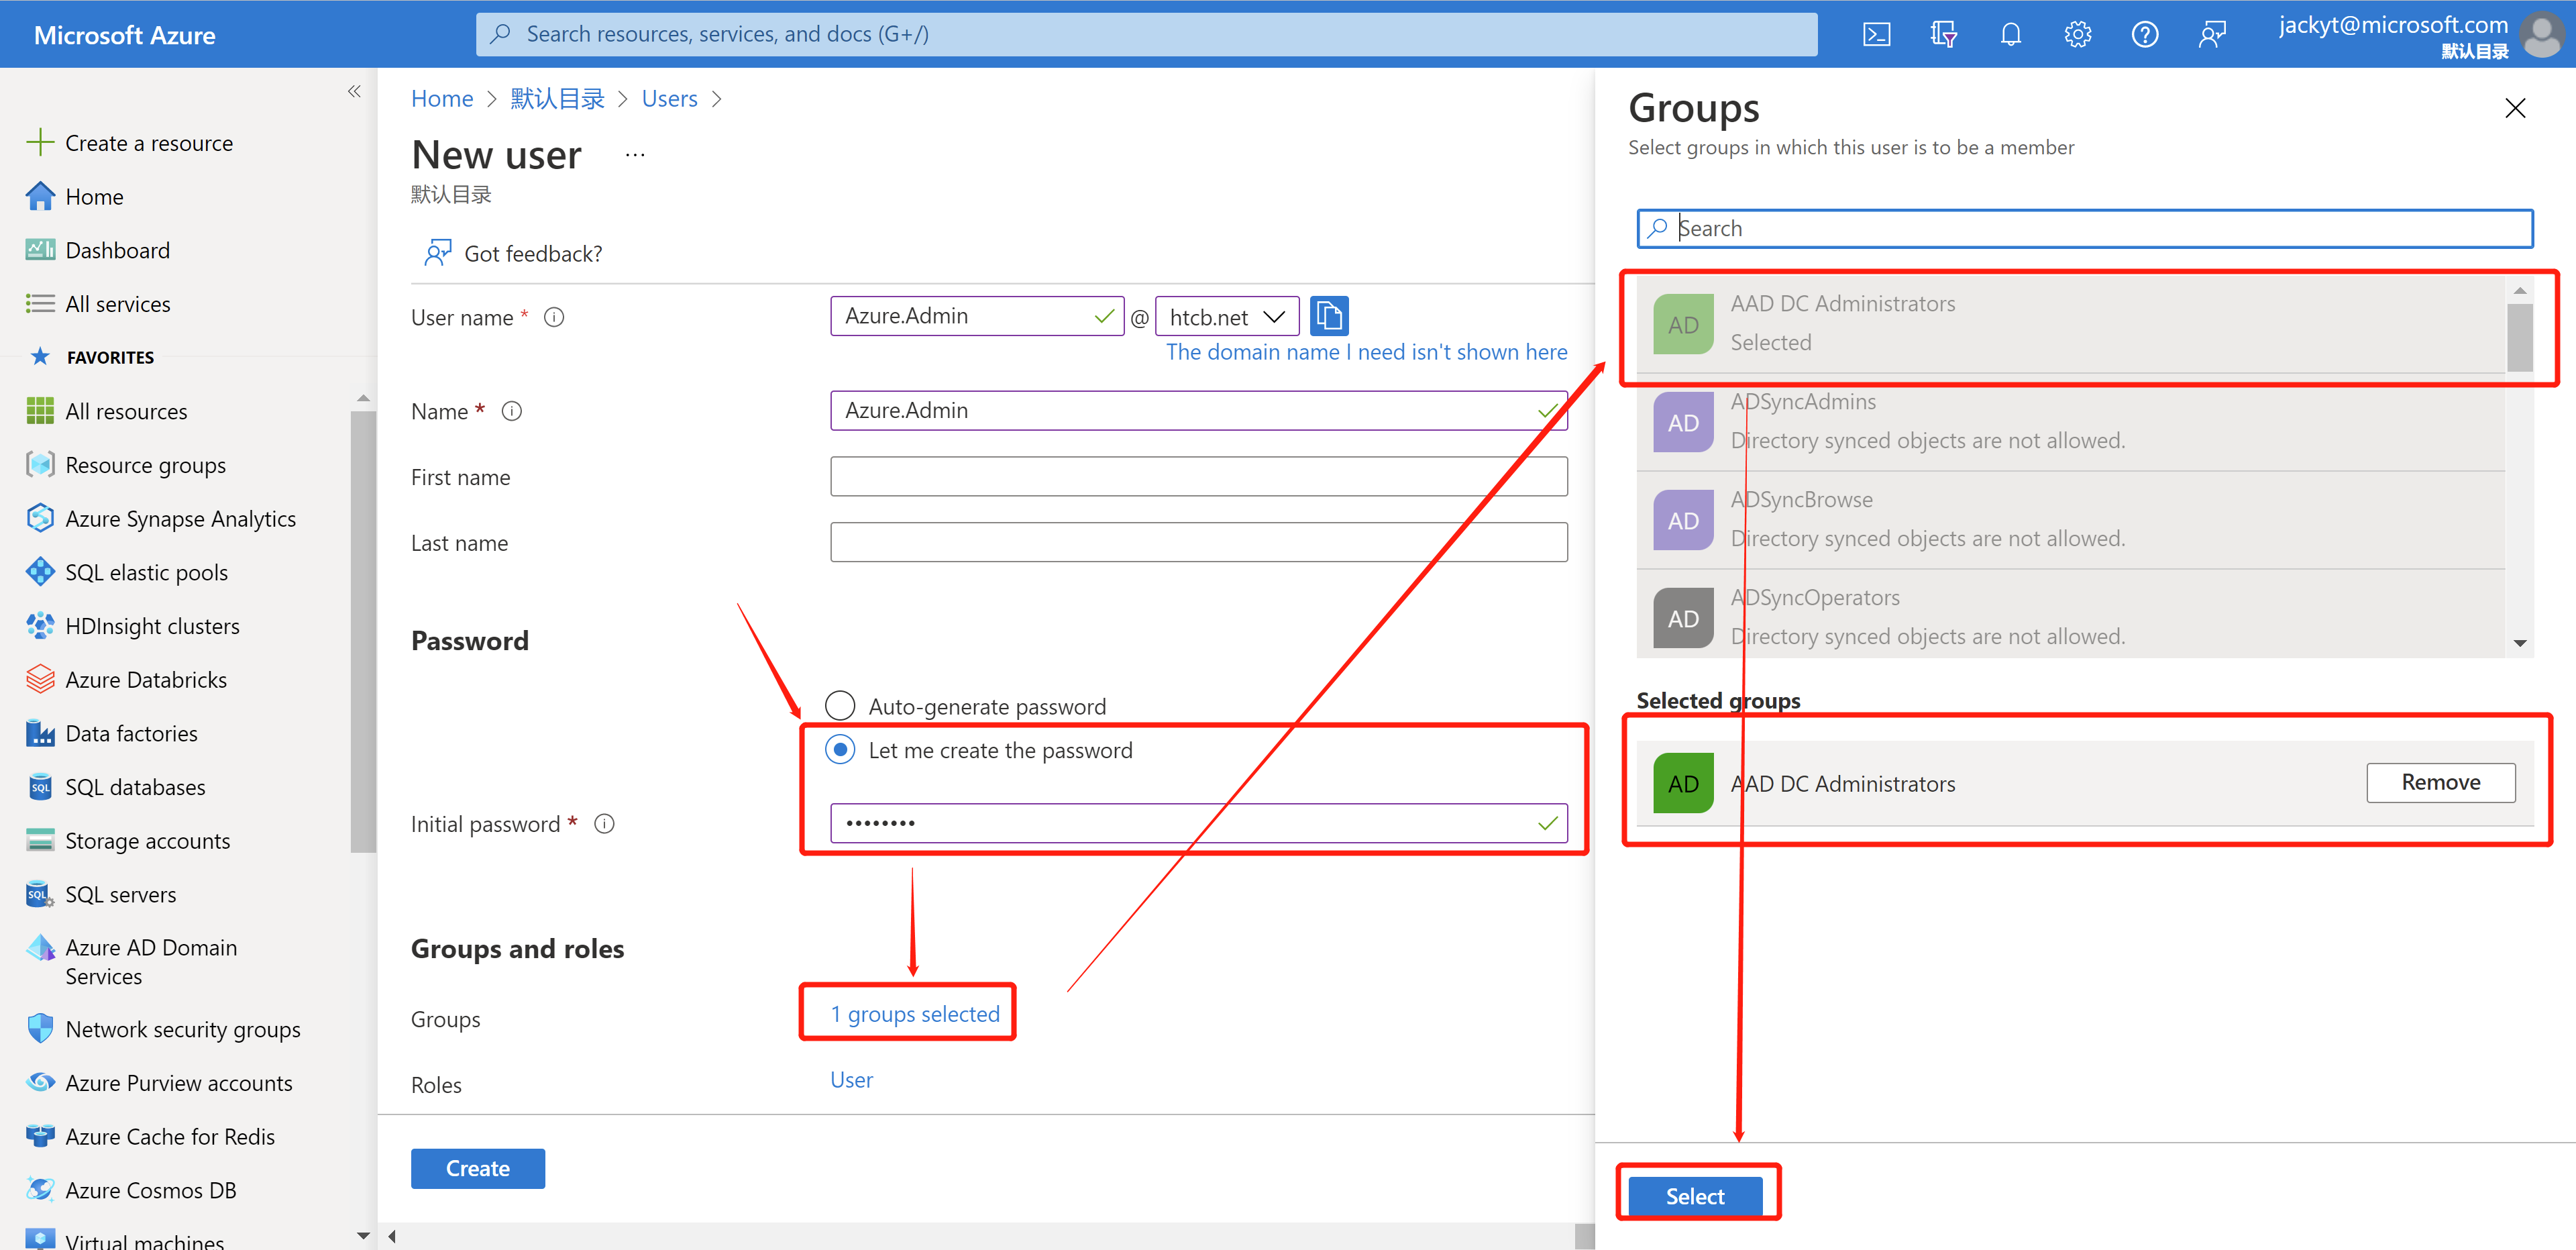 Microsoft Azure
Search resources, services, and docs (G+/)
jackyt@microsoft.com
默认目录
Create a resource
Home
Dashboard
All services
FAVORITES
All resources
Resource groups
Azure Synapse Analytics
SQL elastic pools
HDInsight clusters
Azure Databricks
Data factories
SQL databases
Storage accounts
SQL servers
Azure AD Domain
Services
Network security groups
Azure Purview accounts
Azure Cache for Redis
Azure Cosmos DB
Virtual machines
Home > 默认目录 > Users >
New user ...
默认目录
Got feedback?
User name *
Azure.Admin @ htcb.net
The domain name I need isn't shown here
Name *
Azure.Admin
First name
Last name
Password
Auto-generate password
Let me create the password
Initial password *
••••••••
Groups and roles
Groups
1 groups selected
Roles
User
Create
Groups
Select groups in which this user is to be a member
Search
AD
AAD DC Administrators
Selected
AD
ADSyncAdmins
Directory synced objects are not allowed.
AD
ADSyncBrowse
Directory synced objects are not allowed.
AD
ADSyncOperators
Directory synced objects are not allowed.
Selected groups
AD
AAD DC Administrators
Remove
Select